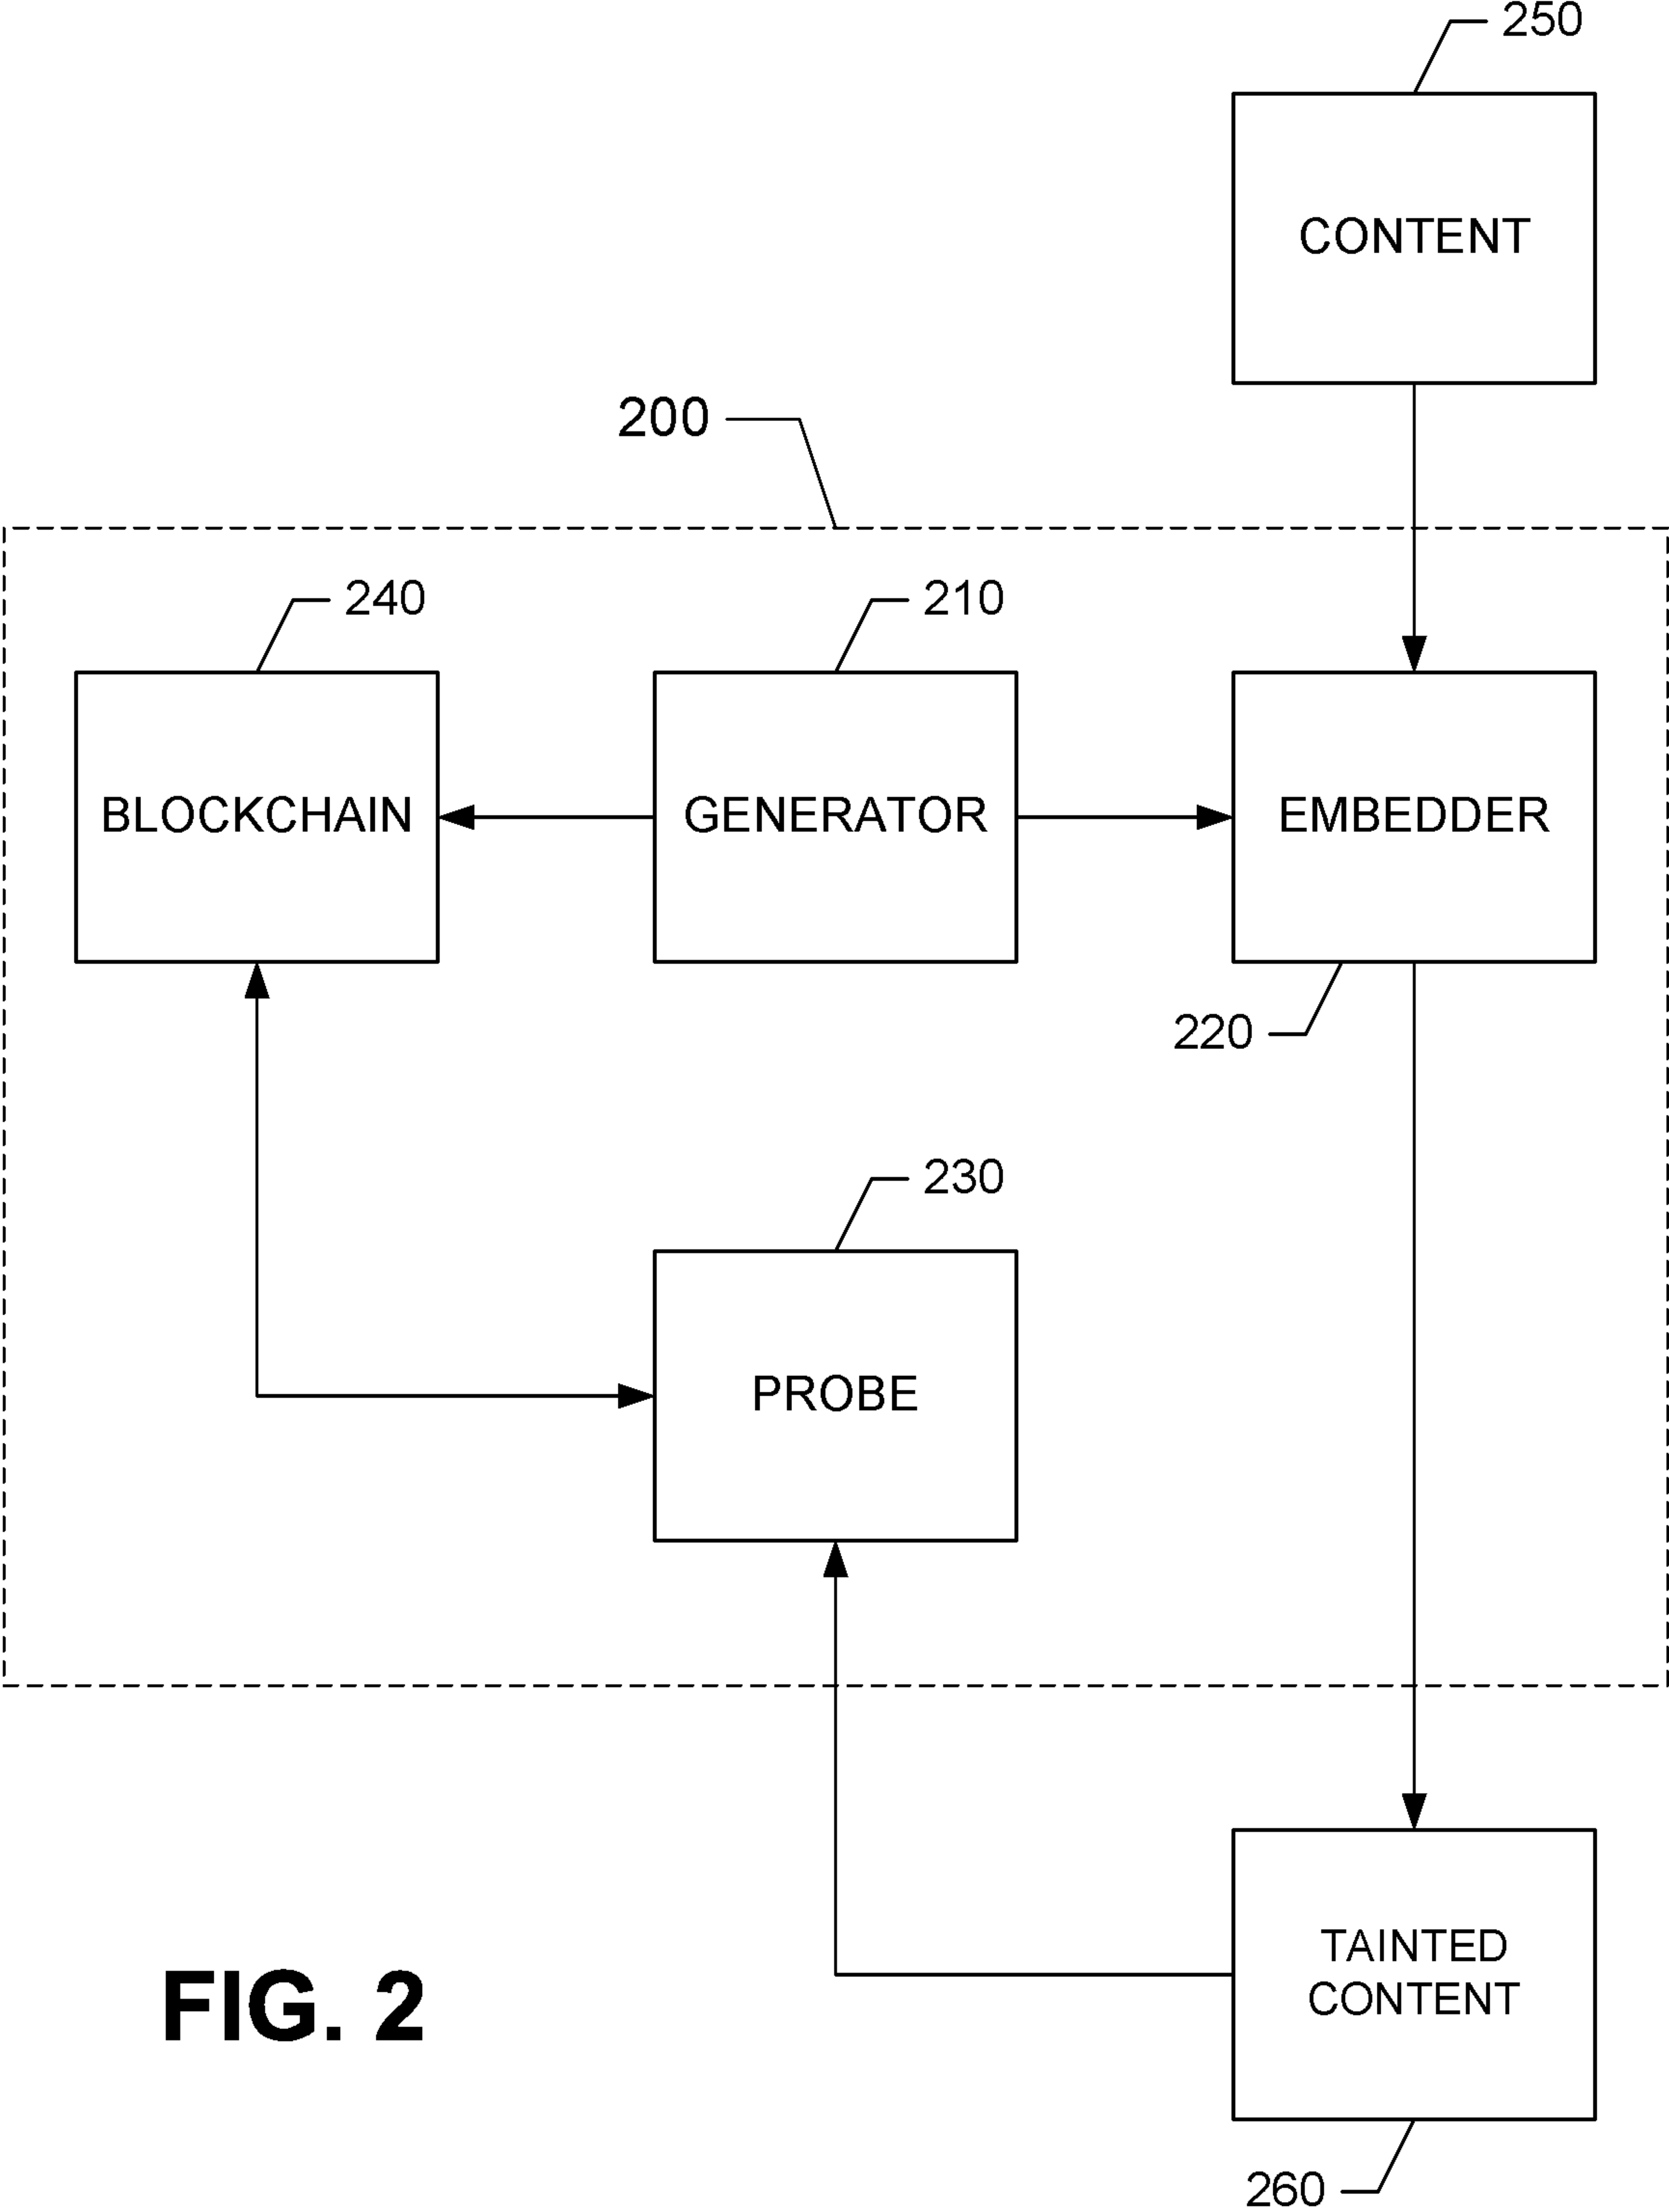 250
CONTENT
200
240
210
BLOCKCHAIN
GENERATOR
EMBEDDER
220
230
PROBE
TAINTED
CONTENT
FIG. 2
260